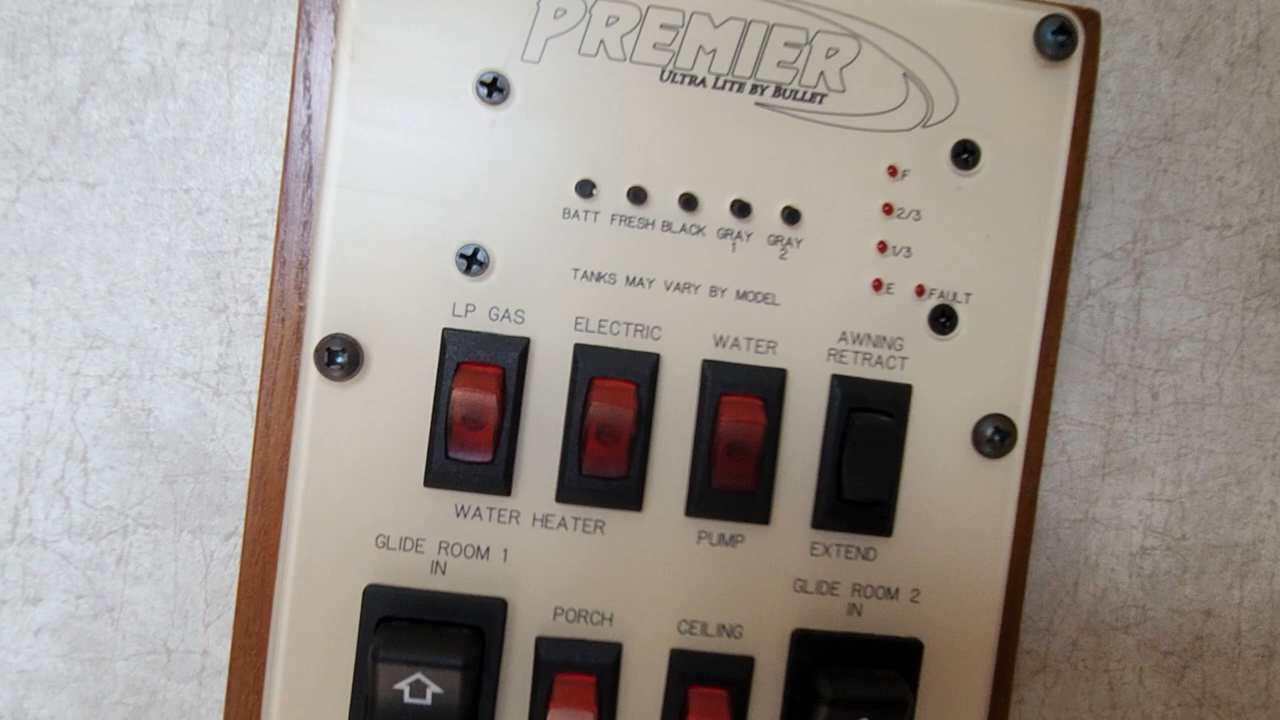 PREMIER
ULTRA LITE BY BULLET
F
2/3
1/3
E FAULT
BATT FRESH BLACK GRAY 1 GRAY 2
TANKS MAY VARY BY MODEL
LP GAS
ELECTRIC
WATER
AWNING
RETRACT
WATER HEATER
PUMP
EXTEND
GLIDE ROOM 1
IN
PORCH
CEILING
GLIDE ROOM 2
IN